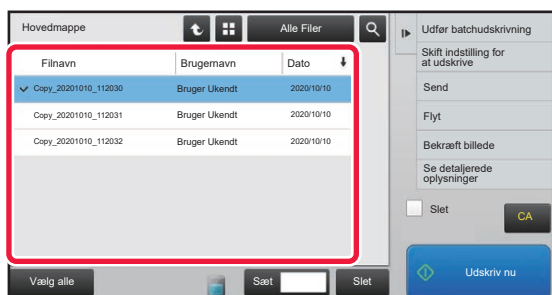 Hovedmappe
Alle Filer
Filnavn Brugernavn Dato
Copy_20201010_112030 Bruger Ukendt 2020/10/10
Copy_20201010_112031 Bruger Ukendt 2020/10/10
Copy_20201010_112032 Bruger Ukendt 2020/10/10
Vælg alle
Sæt
Slet
Udfør batchudskrivning
Skift indstilling for
at udskrive
Send
Flyt
Bekræft billede
Se detaljerede
oplysninger
Slet
CA
Udskriv nu